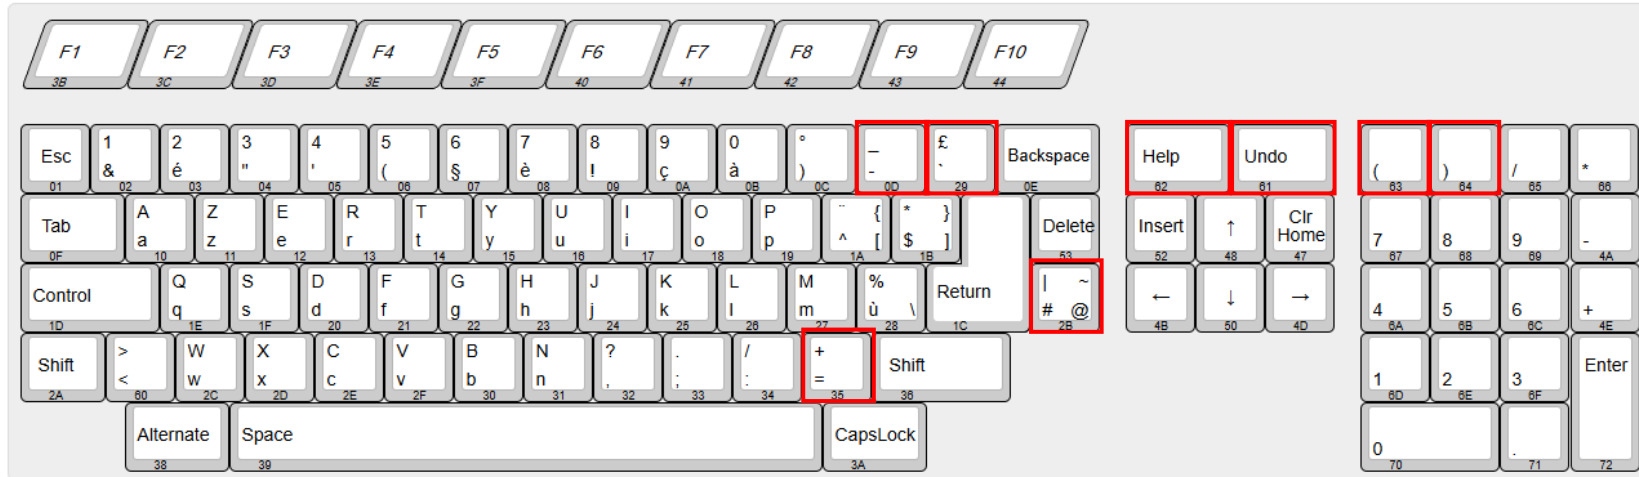 F1 F2 F3 F4 F5 F6 F7 F8 F9 F10
3B 3C 3D 3E 3F 40 41 42 43 44
1 2 3 4 5 6 7 8 9 0 ° _ £
Esc Backspace Help Undo
& é " ' ( § è ! ç à ) - ` ( ) / *
01 02 03 04 05 06 07 08 09 0A 0B 0C 0D 29 0E 62 61 63 64 65 66
A Z E R T Y U I O P ¨ { * }
Tab Delete Insert ↑ Clr
Home
a z e r t y u i o p ^ [ $ ] 7 8 9 -
0F 10 11 12 13 14 15 16 17 18 19 1A 1B 53 52 48 47 67 68 69 4A
Q S D F G H J K L M % | ~
Control Return ← ↓ →
q s d f g h j k l m ù \ # @ 4 5 6 +
1D 1E 1F 20 21 22 23 24 25 26 27 28 1C 2B 4B 50 4D 6A 6B 6C 4E
> W X C V B N ? . / +
Shift Shift Enter
< w x c v b n , ; : = 1 2 3
2A 60 2C 2D 2E 2F 30 31 32 33 34 35 36 6D 6E 6F
Alternate Space CapsLock
0 .
38 39 3A 70 71 72